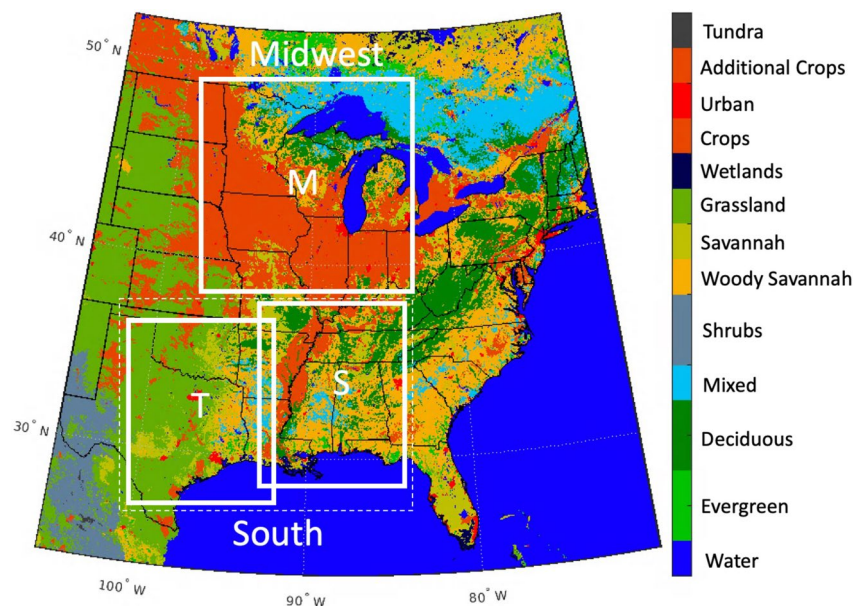 50° N
40° N
30° N
Midwest
M
T
S
South
100° W
90° W
80° W
Tundra
Additional Crops
Urban
Crops
Wetlands
Grassland
Savannah
Woody Savannah
Shrubs
Mixed
Deciduous
Evergreen
Water